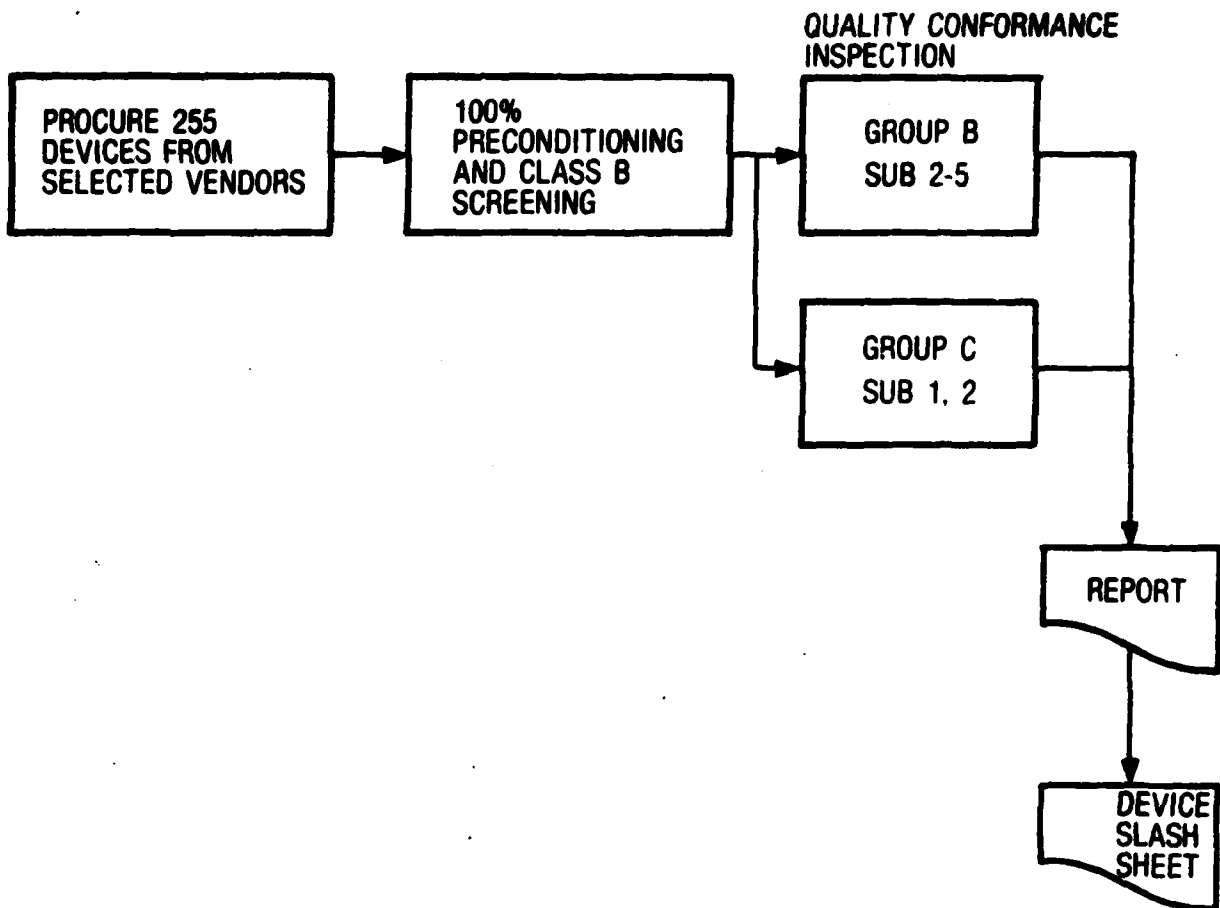 QUALITY CONFORMANCE
INSPECTION
PROCURE 255
DEVICES FROM
SELECTED VENDORS
100%
PRECONDITIONING
AND CLASS B
SCREENING
GROUP B
SUB 2-5
GROUP C
SUB 1, 2
REPORT
DEVICE
SLASH
SHEET